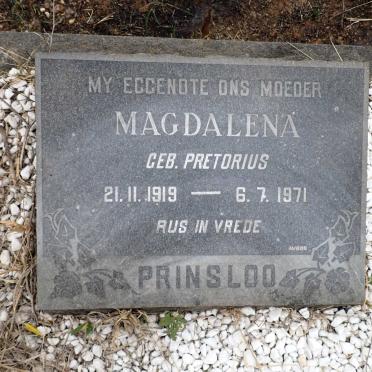 MY EGGENOTE ONS MOEDER
MAGDALENA
GEB. PRETORIUS
21.11.1919 — 6.7.1971
RUS IN VREDE
PRINSLOO